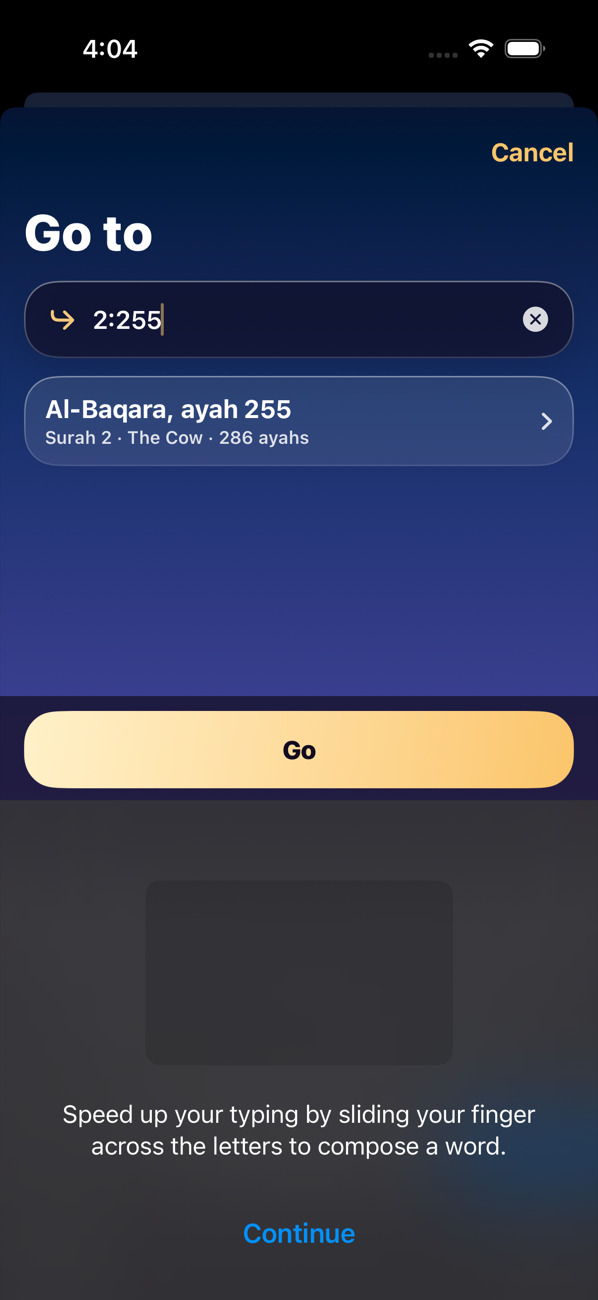 4:04
Cancel
Go to
2:255
Al-Baqara, ayah 255
Surah 2 · The Cow · 286 ayahs
Go
Speed up your typing by sliding your finger
across the letters to compose a word.
Continue